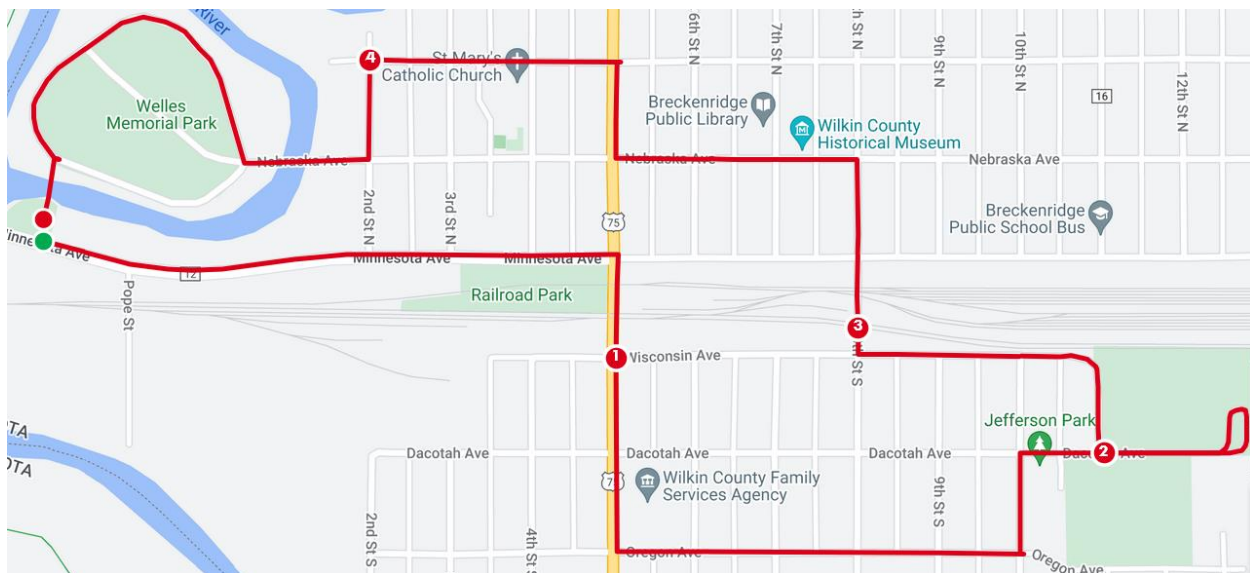 River
6th St N
7th St N
St N
9th St N
10th St N
12th St N
4
St Mary's
Catholic Church
16
Welles
Memorial Park
Breckenridge
Public Library
Wilkin County
Historical Museum
Nebraska Ave
Nebraska Ave
Nebraska Ave
2nd St N
3rd St N
75
Breckenridge
Public School Bus
Minnesota Ave
12
Minnesota Ave
Minnesota Ave
Pope St
Railroad Park
3
1
Wisconsin Ave
St S
Jefferson Park
OTA
OTA
Dacotah Ave
Dacotah Ave
Dacotah Ave
2
Wilkin County Family
Services Agency
9th St S
2nd St S
4th St S
Oregon Ave
Oregon Ave